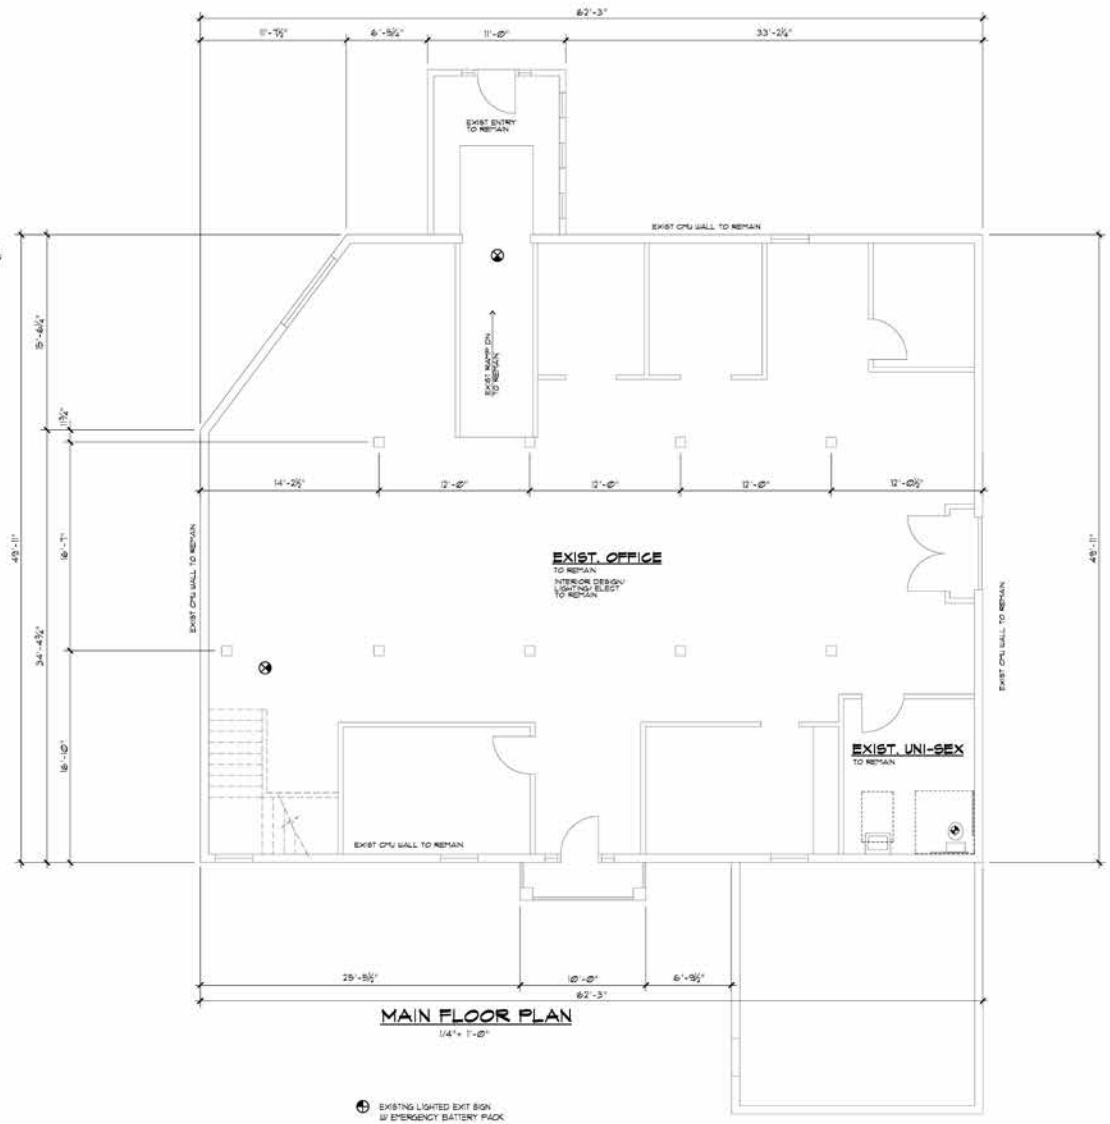 62'-3"
11'-7½"
6'-5¼"
11'-0"
33'-2¼"
EXIST ENTRY
TO REMAIN
EXIST CMU WALL TO REMAIN
15'-6¼"
EXIST RAMP DN
TO REMAIN
11¾"
14'-2½"
12'-0"
12'-0"
12'-0"
12'-0½"
49'-11"
16'-7"
34'-4¾"
EXIST CMU WALL TO REMAIN
EXIST. OFFICE
TO REMAIN
INTERIOR DESIGN/
LIGHTING/ ELECT
TO REMAIN
49'-11"
EXIST CMU WALL TO REMAIN
16'-10"
EXIST. UNI-SEX
TO REMAIN
EXIST CMU WALL TO REMAIN
25'-5½"
10'-0"
6'-9½"
62'-3"
MAIN FLOOR PLAN
1/4"= 1'-0"
EXISTING LIGHTED EXIT SIGN
W/ EMERGENCY BATTERY PACK